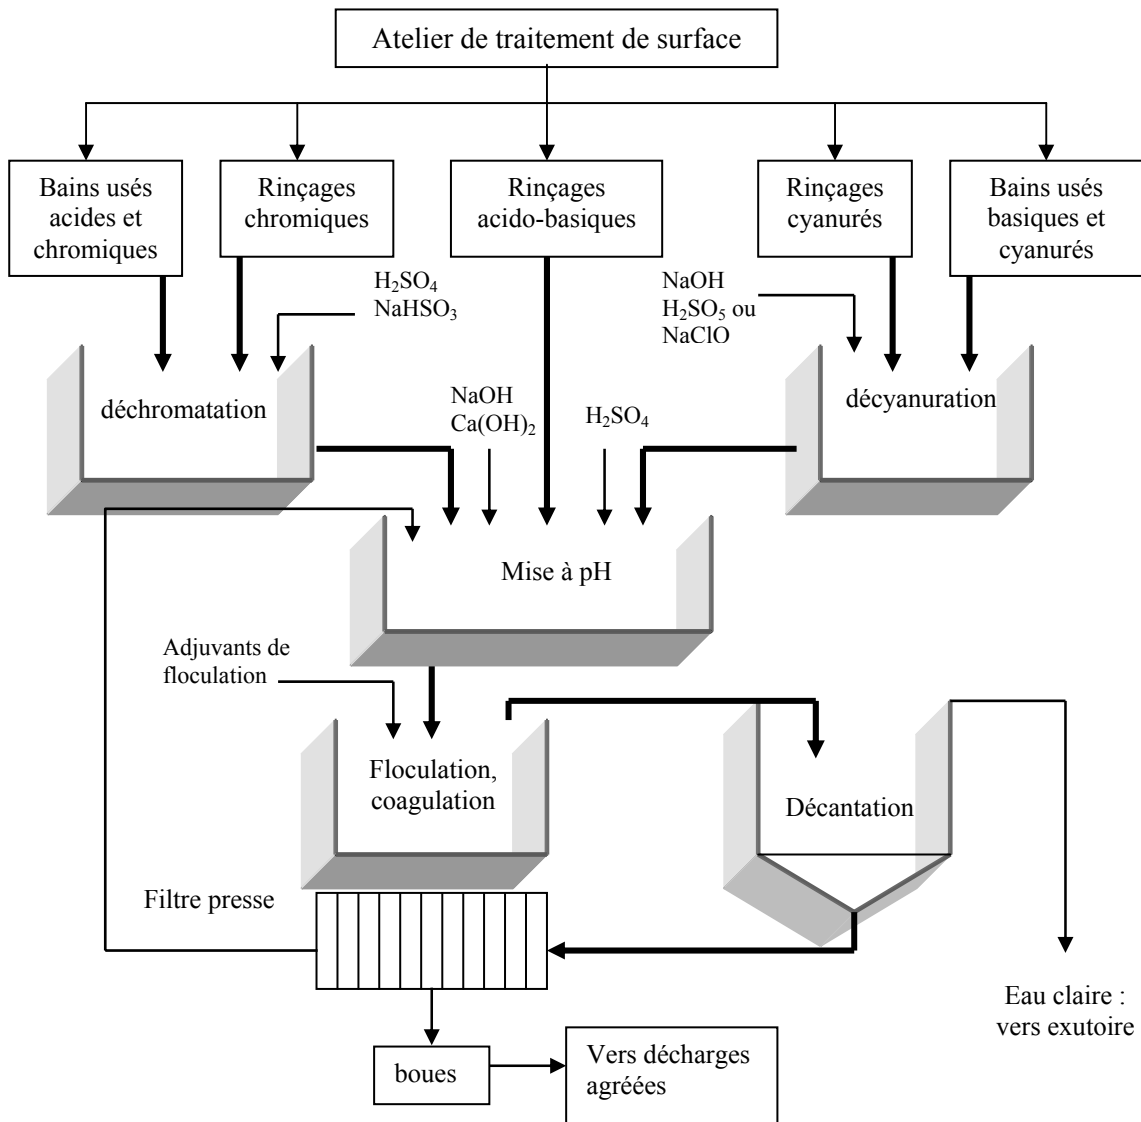 Atelier de traitement de surface
Bains usés
acides et
chromiques
Rinçages
chromiques
Rinçages
acido-basiques
Rinçages
cyanurés
Bains usés
basiques et
cyanurés
H₂SO₄
NaHSO₃
NaOH
H₂SO₅ ou
NaClO
déchromatation
NaOH
Ca(OH)₂
H₂SO₄
décyanuration
Mise à pH
Adjuvants de
floculation
Floculation,
coagulation
Décantation
Filtre presse
Eau claire :
vers exutoire
boues
Vers décharges
agréées